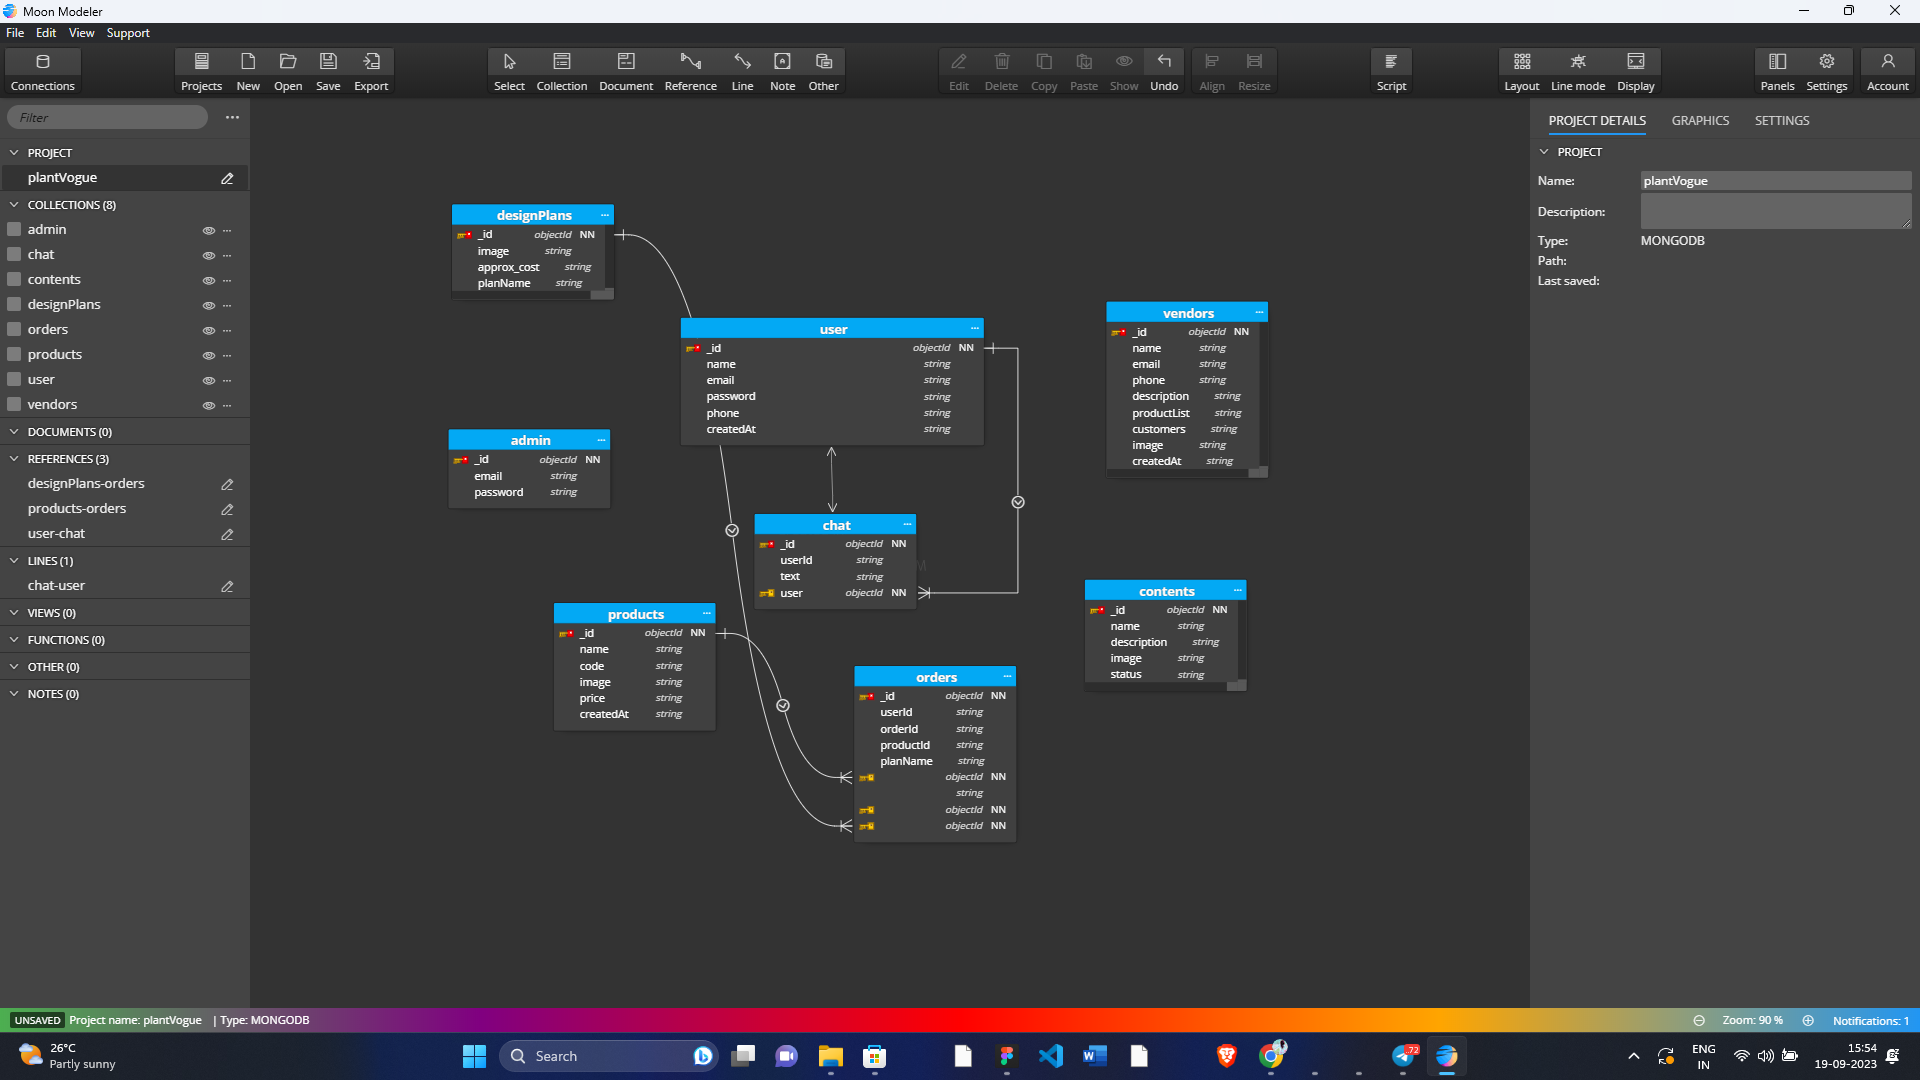 Moon Modeler
File Edit View Support
Connections Projects New Open Save Export Select Collection Document Reference Line Note Other Edit Delete Copy Paste Show Undo Align Resize Script Layout Line mode Display Panels Settings Account
Filter
PROJECT
plantVogue
COLLECTIONS (8)
admin
chat
contents
designPlans
orders
products
user
vendors
DOCUMENTS (0)
REFERENCES (3)
designPlans-orders
products-orders
user-chat
LINES (1)
chat-user
VIEWS (0)
FUNCTIONS (0)
OTHER (0)
NOTES (0)
designPlans
_id objectId NN
image string
approx_cost string
planName string
user
_id objectId NN
name string
email string
password string
phone string
createdAt string
vendors
_id objectId NN
name string
email string
phone string
description string
productList string
customers string
image string
createdAt string
admin
_id objectId NN
email string
password string
chat
_id objectId NN
userId string
text string
user objectId NN
products
_id objectId NN
name string
code string
image string
price string
createdAt string
contents
_id objectId NN
name string
description string
image string
status string
orders
_id objectId NN
userId string
orderId string
productId string
planName string
objectId NN
string
objectId NN
objectId NN
PROJECT DETAILS GRAPHICS SETTINGS
PROJECT
Name: plantVogue
Description:
Type: MONGODB
Path:
Last saved:
UNSAVED Project name: plantVogue | Type: MONGODB
Zoom: 90 % Notifications: 1
26°C
Partly sunny
Search
72
ENG
IN
15:54
19-09-2023